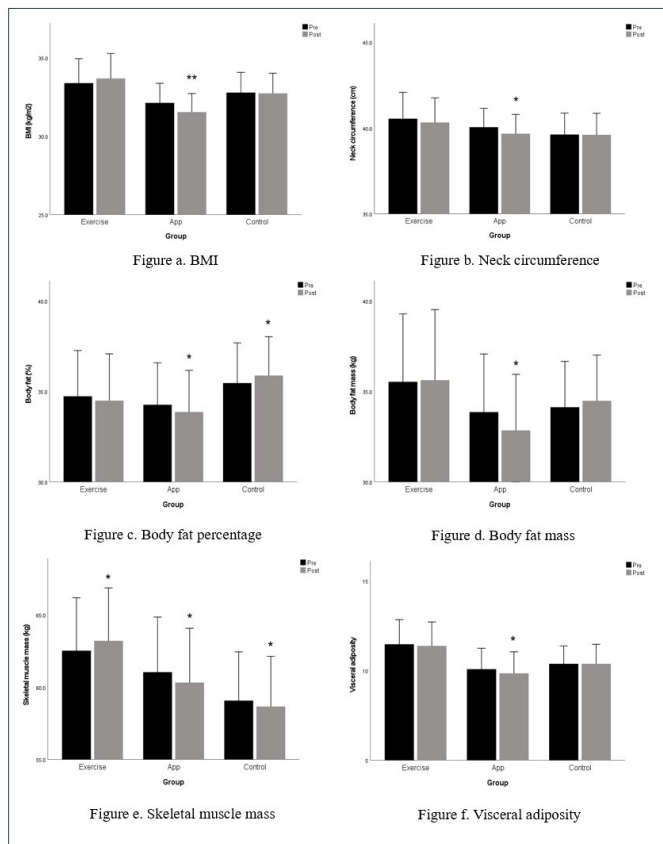 Pre
Post
35.0
30.0
25.0
BMI (kg/m2)
**
Exercise
App
Control
Group
Figure a. BMI
Pre
Post
45.0
40.0
35.0
Neck circumference (cm)
*
Exercise
App
Control
Group
Figure b. Neck circumference
Pre
Post
40.0
35.0
30.0
Body fat (%)
*
*
Exercise
App
Control
Group
Figure c. Body fat percentage
Pre
Post
40.0
35.0
30.0
Body fat mass (kg)
*
Exercise
App
Control
Group
Figure d. Body fat mass
Pre
Post
65.0
60.0
55.0
Skeletal muscle mass (kg)
*
*
*
Exercise
App
Control
Group
Figure e. Skeletal muscle mass
Pre
Post
15
10
5
Visceral adiposity
*
Exercise
App
Control
Group
Figure f. Visceral adiposity